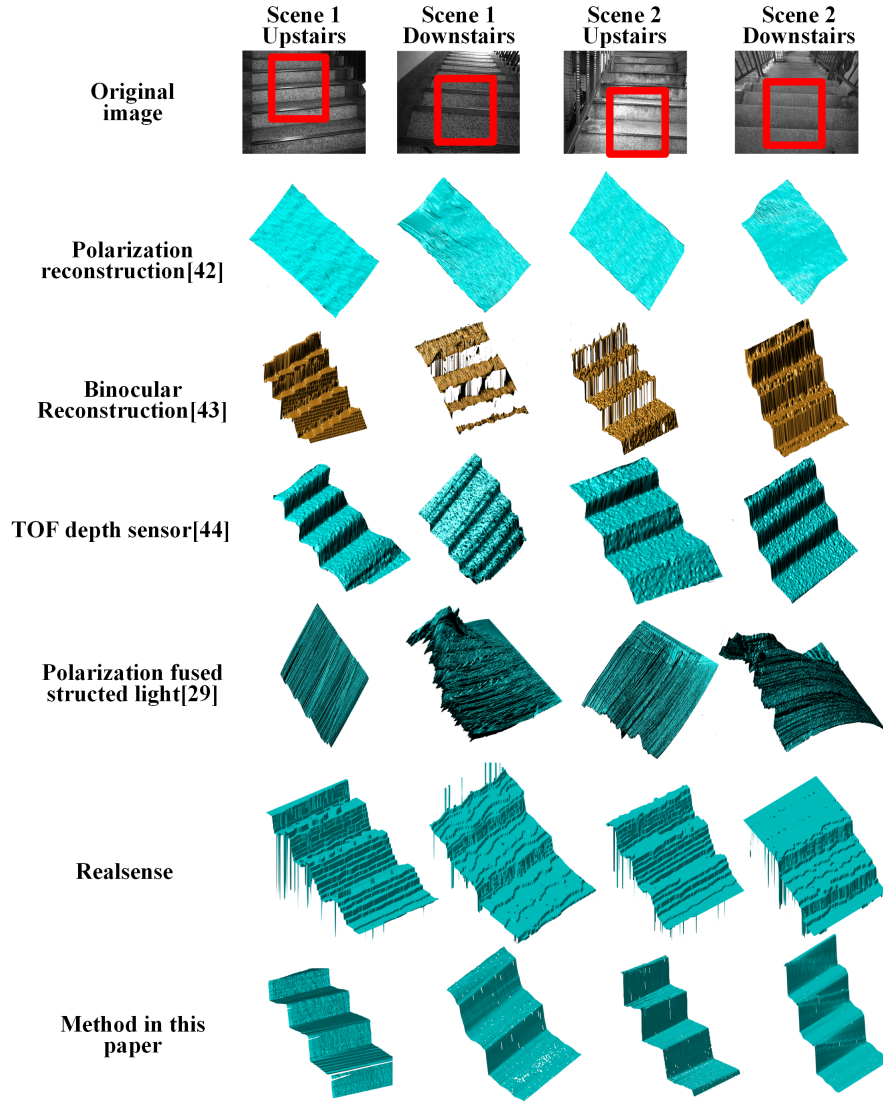 Scene 1
Upstairs
Scene 1
Downstairs
Scene 2
Upstairs
Scene 2
Downstairs
Original
image
Polarization
reconstruction[42]
Binocular
Reconstruction[43]
TOF depth sensor[44]
Polarization fused
structed light[29]
Realsense
Method in this
paper